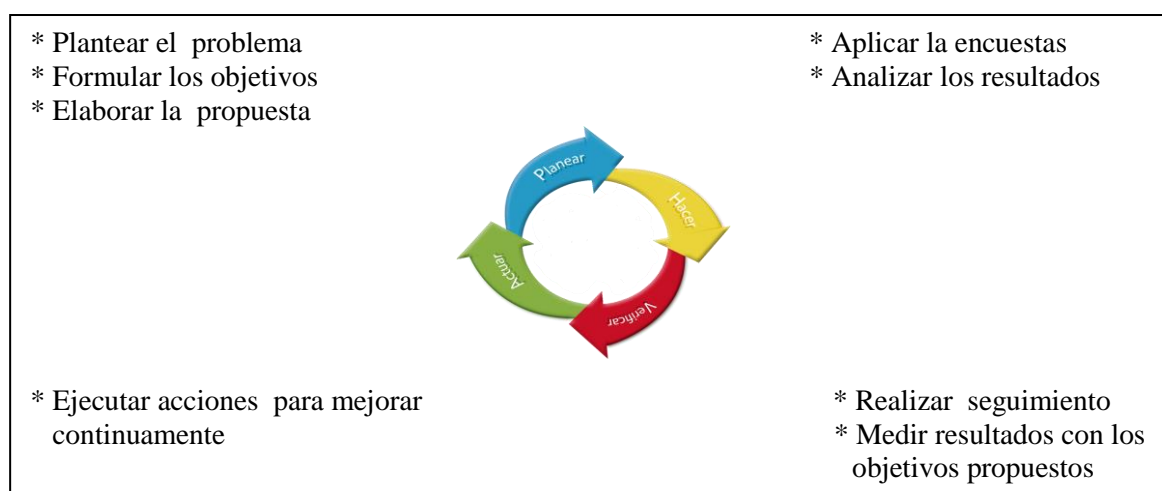 * Plantear el problema
* Formular los objetivos
* Elaborar la propuesta
* Aplicar la encuestas
* Analizar los resultados
Planear
Hacer
Verificar
Actuar
* Ejecutar acciones para mejorar
continuamente
* Realizar seguimiento
* Medir resultados con los
objetivos propuestos